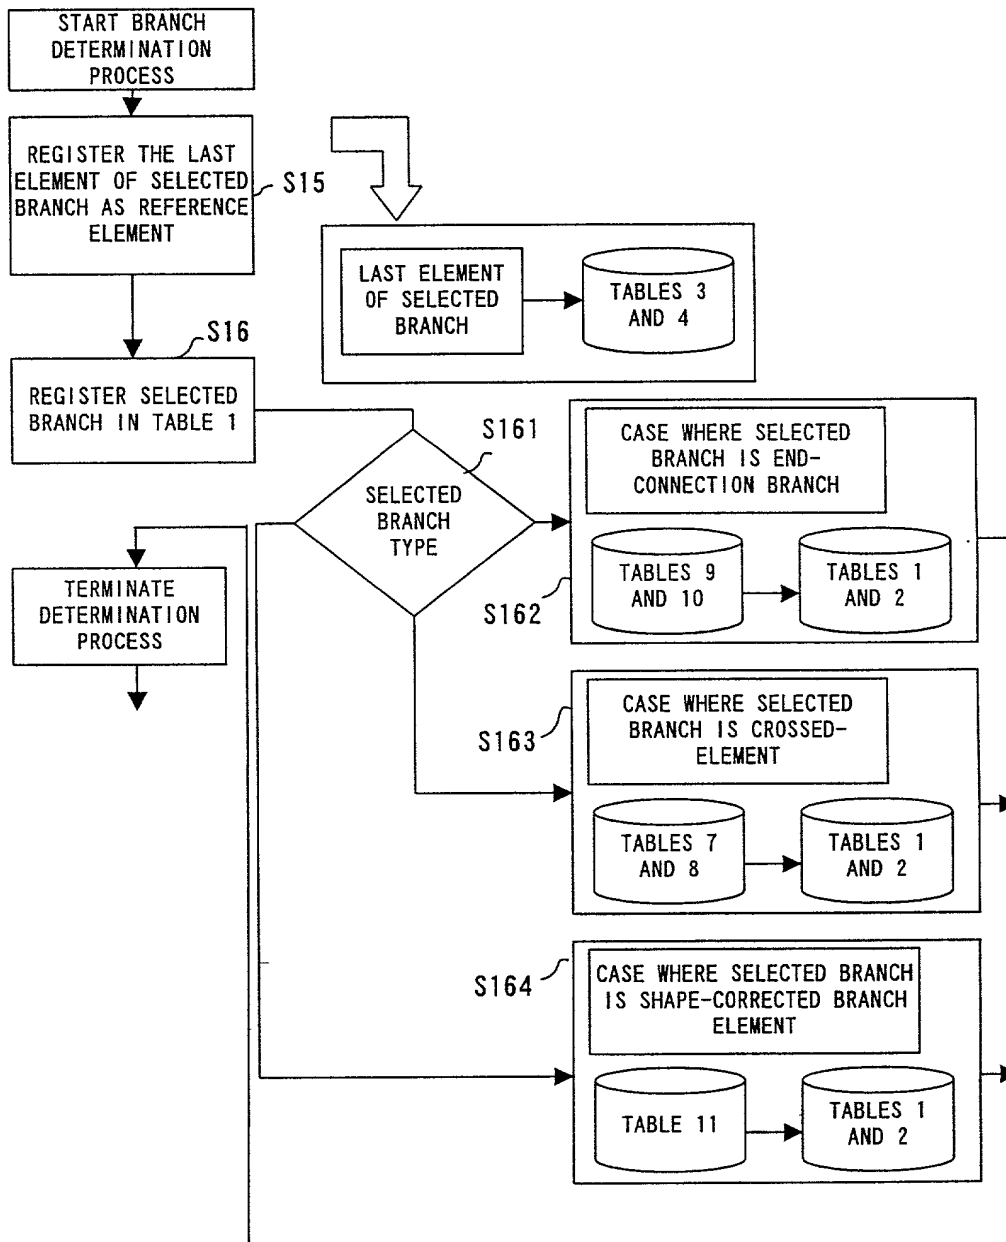 START BRANCH
DETERMINATION
PROCESS
REGISTER THE LAST
ELEMENT OF SELECTED
BRANCH AS REFERENCE
ELEMENT
S15
LAST ELEMENT
OF SELECTED
BRANCH
TABLES 3
AND 4
S16
REGISTER SELECTED
BRANCH IN TABLE 1
S161
SELECTED
BRANCH
TYPE
CASE WHERE SELECTED
BRANCH IS END-
CONNECTION BRANCH
TABLES 9
AND 10
TABLES 1
AND 2
S162
TERMINATE
DETERMINATION
PROCESS
S163
CASE WHERE SELECTED
BRANCH IS CROSSED-
ELEMENT
TABLES 7
AND 8
TABLES 1
AND 2
S164
CASE WHERE SELECTED BRANCH
IS SHAPE-CORRECTED BRANCH
ELEMENT
TABLE 11
TABLES 1
AND 2